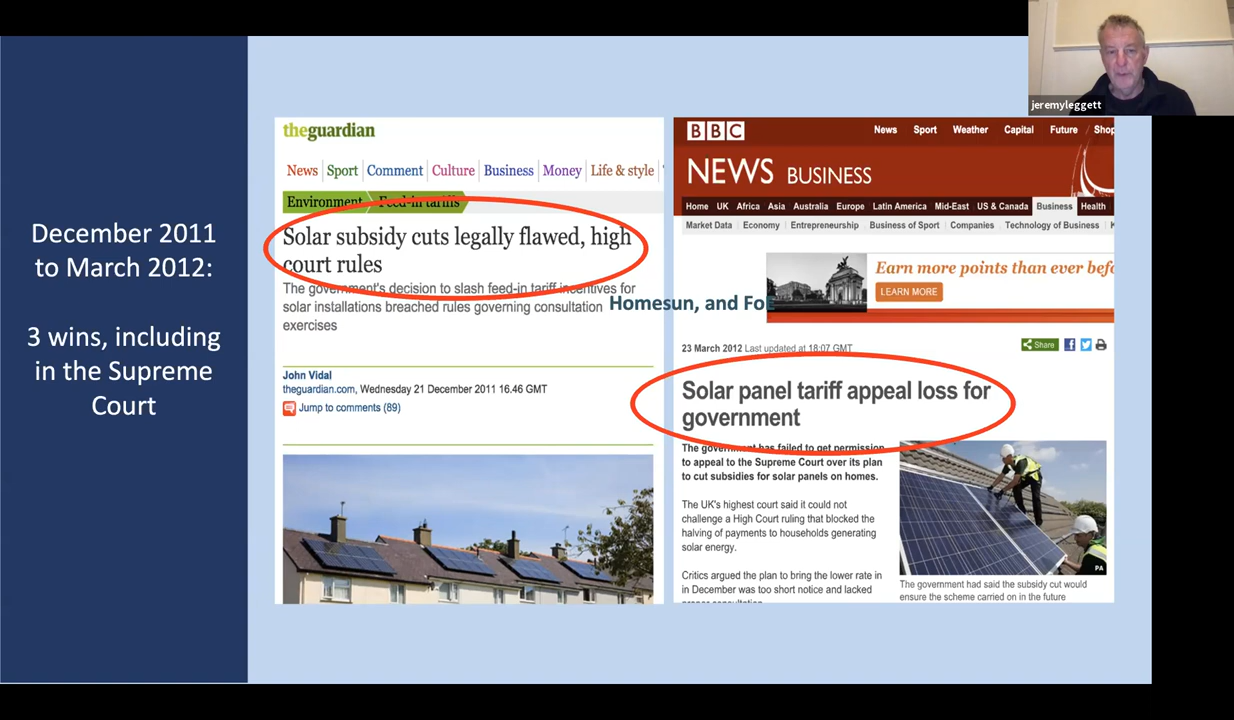 jeremyleggett
December 2011
to March 2012:
3 wins, including
in the Supreme
Court
theguardian
News Sport Comment Culture Business Money Life & style
Environment Feed-in tariffs
Solar subsidy cuts legally flawed, high
court rules
The government's decision to slash feed-in tariff incentives for
solar installations breached rules governing consultation
exercises
John Vidal
theguardian.com, Wednesday 21 December 2011 16.46 GMT
Jump to comments (89)
Homesun, and FoE
BBC
News Sport Weather Capital Future Shop
NEWS BUSINESS
Home UK Africa Asia Australia Europe Latin America Mid-East US & Canada Business Health
Market Data Economy Entrepreneurship Business of Sport Companies Technology of Business
Earn more points than ever befo
LEARN MORE
23 March 2012 Last updated at 18:07 GMT
Share
Solar panel tariff appeal loss for
government
The government has failed to get permission
to appeal to the Supreme Court over its plan
to cut subsidies for solar panels on homes.
The UK's highest court said it could not
challenge a High Court ruling that blocked the
halving of payments to households generating
solar energy.
Critics argued the plan to bring the lower rate in
in December was too short notice and lacked
proper consultation.
PA
The government had said the subsidy cut would
ensure the scheme carried on in the future